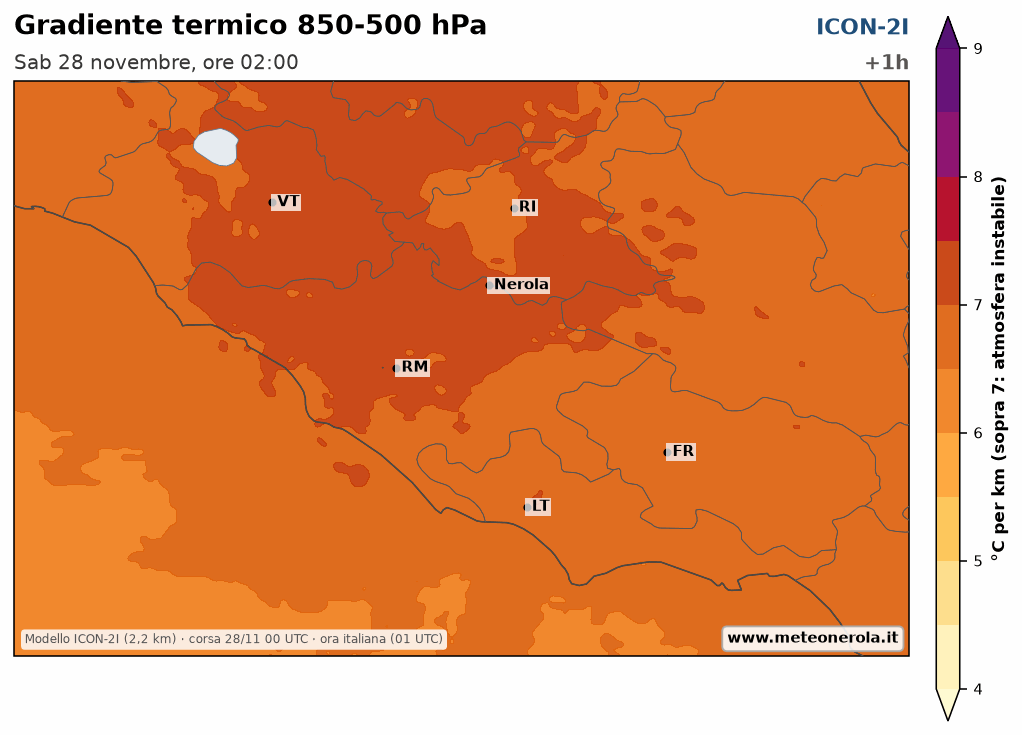 Gradiente termico 850-500 hPa
ICON-2I
Sab 28 novembre, ore 02:00
+1h
VT
RI
Nerola
RM
FR
LT
9
8
7
6
5
4
°C per km (sopra 7: atmosfera instabile)
Modello ICON-2I (2,2 km) · corsa 28/11 00 UTC · ora italiana (01 UTC)
www.meteonerola.it